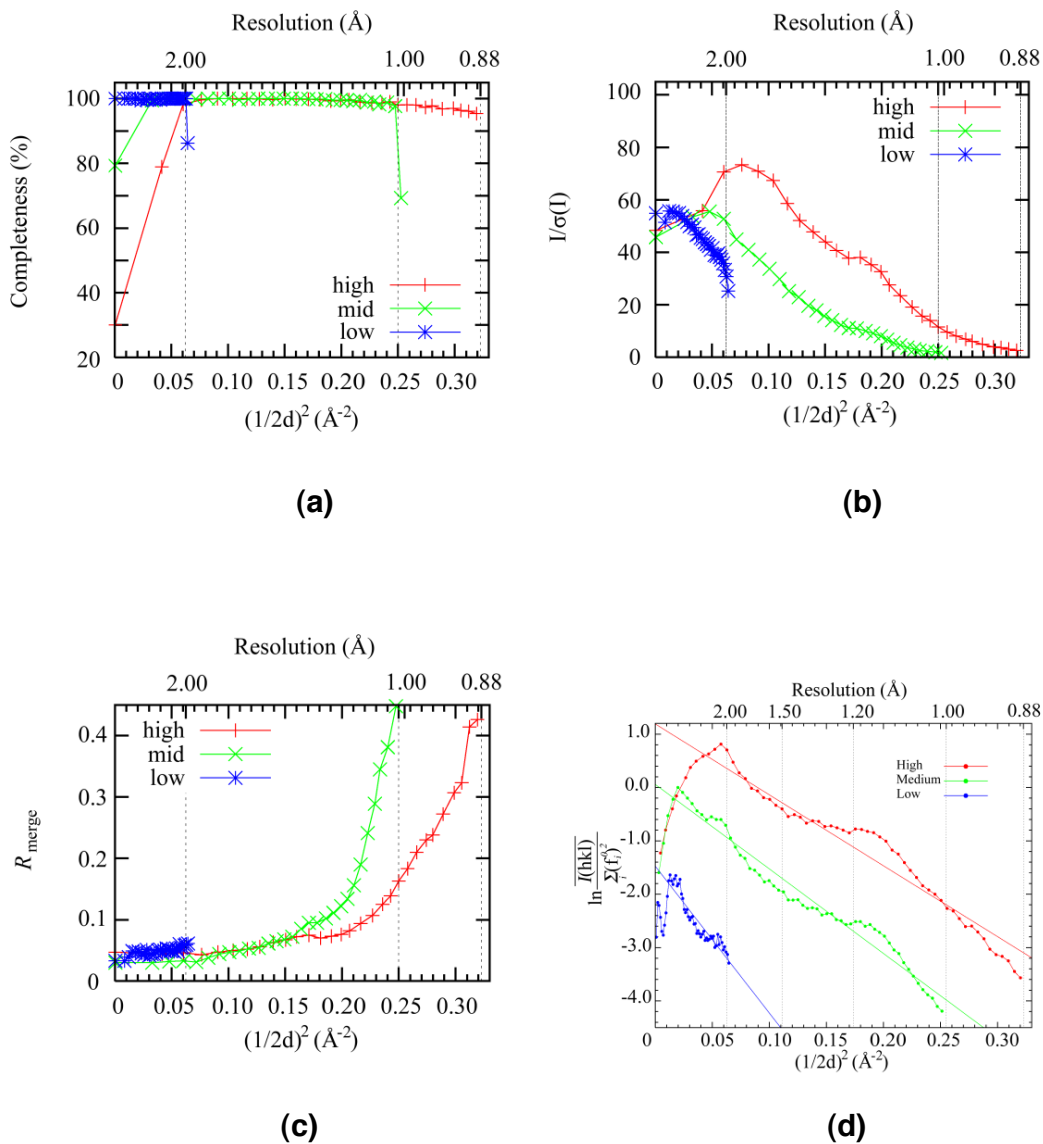 Resolution (Å)
2.00 1.00 0.88
Completeness (%)
100
80
60
40
20
high
mid
low
0 0.05 0.10 0.15 0.20 0.25 0.30
(1/2d)² (Å⁻²)
(a)
Resolution (Å)
2.00 1.00 0.88
I/σ(I)
100
80
60
40
20
0
high
mid
low
0 0.05 0.10 0.15 0.20 0.25 0.30
(1/2d)² (Å⁻²)
(b)
Resolution (Å)
2.00 1.00 0.88
Rmerge
0.4
0.3
0.2
0.1
0
high
mid
low
0 0.05 0.10 0.15 0.20 0.25 0.30
(1/2d)² (Å⁻²)
(c)
Resolution (Å)
2.00 1.50 1.20 1.00 0.88
1.0
0.0
-1.0
-2.0
-3.0
-4.0
High
Medium
Low
0 0.05 0.10 0.15 0.20 0.25 0.30
(1/2d)² (Å⁻²)
(d)